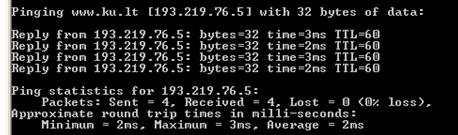 Pinging www.ku.lt [193.219.76.5] with 32 bytes of data:
Reply from 193.219.76.5: bytes=32 time=3ms TTL=60
Reply from 193.219.76.5: bytes=32 time=2ms TTL=60
Reply from 193.219.76.5: bytes=32 time=3ms TTL=60
Reply from 193.219.76.5: bytes=32 time=2ms TTL=60
Ping statistics for 193.219.76.5:
Packets: Sent = 4, Received = 4, Lost = 0 (0% loss),
Approximate round trip times in milli-seconds:
Minimum = 2ms, Maximum = 3ms, Average = 2ms